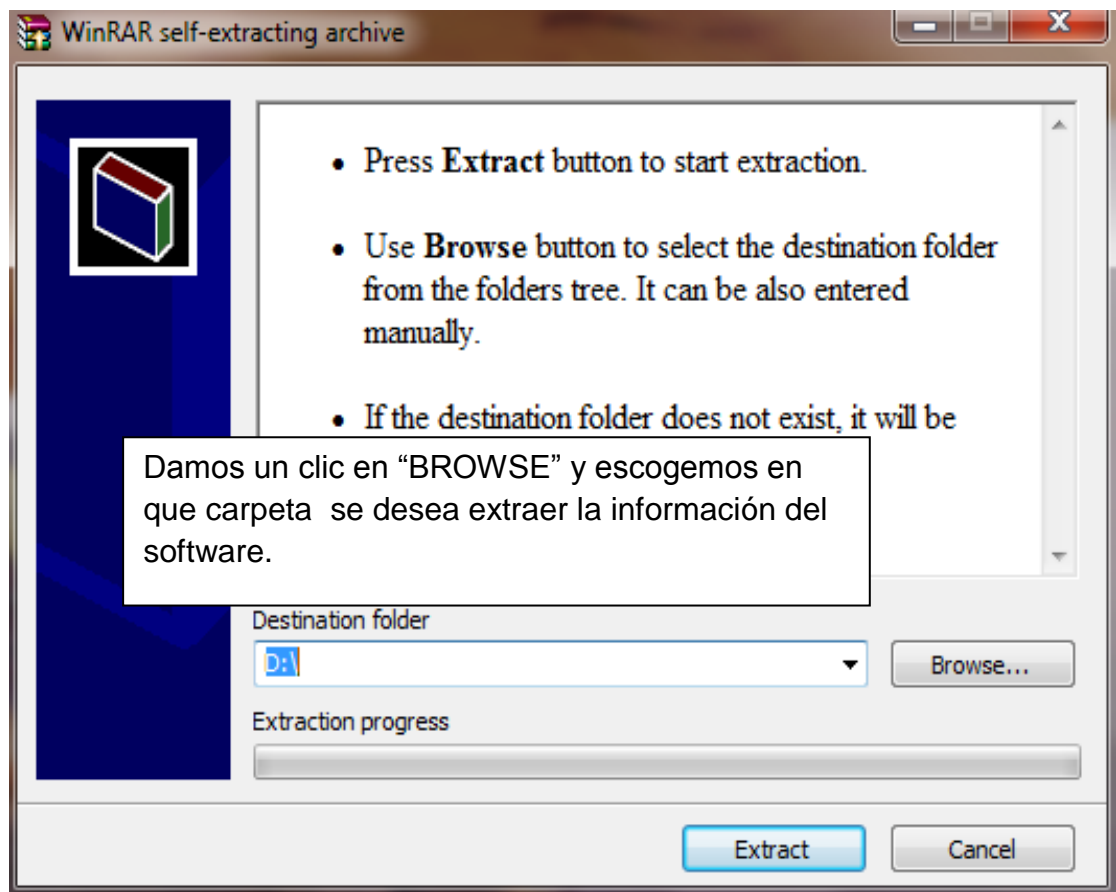 WinRAR self-extracting archive
X
• Press Extract button to start extraction.
• Use Browse button to select the destination folder
from the folders tree. It can be also entered
manually.
• If the destination folder does not exist, it will be
Damos un clic en “BROWSE” y escogemos en
que carpeta se desea extraer la información del
software.
Destination folder
D:\
Browse...
Extraction progress
Extract
Cancel